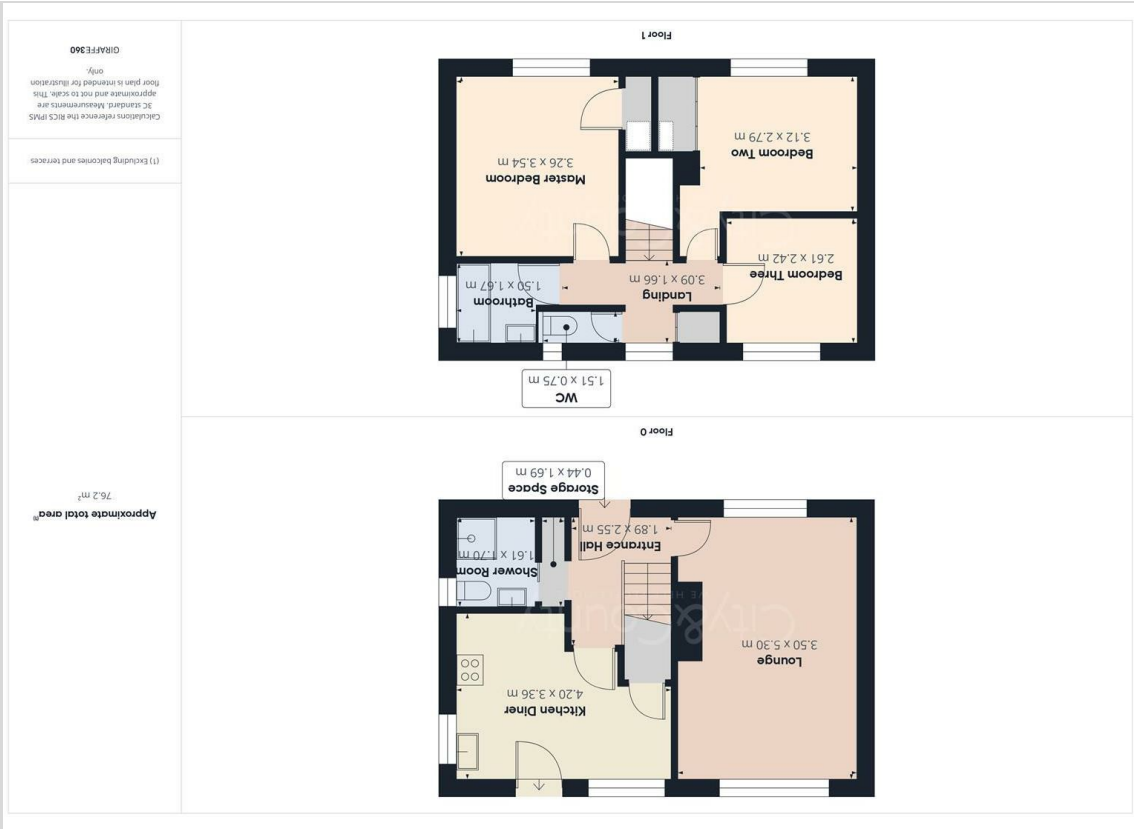 Kitchen Diner
4.20 x 3.36 m
Lounge
3.50 x 5.30 m
City&County
Shower Room
1.61 x 1.70 m
Entrance Hall
1.89 x 2.55 m
Storage Space
0.44 x 1.69 m
Floor 0
WC
1.51 x 0.75 m
Bedroom Three
2.61 x 2.42 m
Landing
3.09 x 1.66 m
Bathroom
1.50 x 1.67 m
Bedroom Two
3.12 x 2.79 m
Master Bedroom
3.26 x 3.54 m
Floor 1
Approximate total area(1)
76.2 m²
(1) Excluding balconies and terraces
Calculations reference the RICS IPMS
3C standard. Measurements are
approximate and not to scale. This
floor plan is intended for illustration
only.
GIRAFFE360